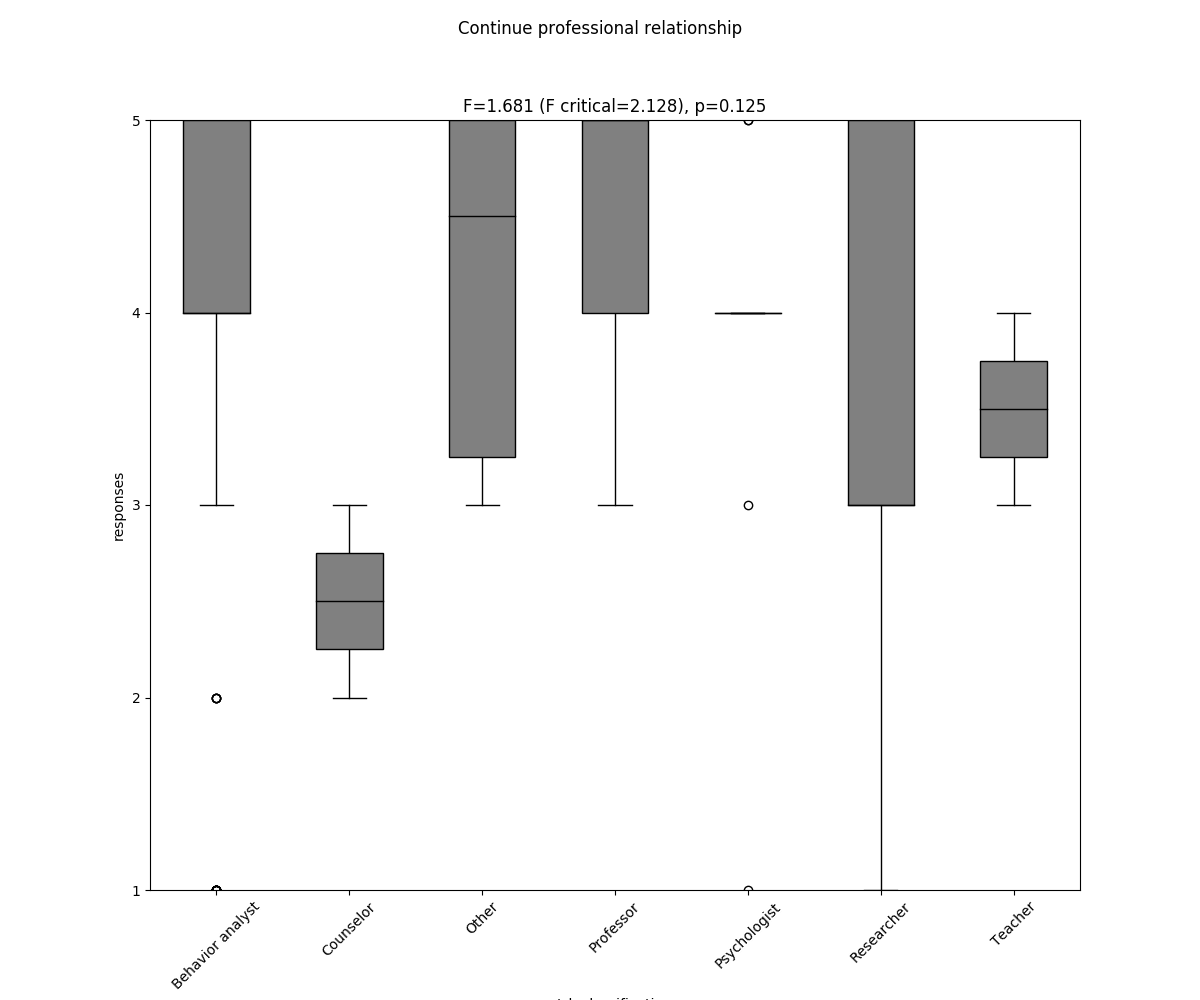 Continue professional relationship
F=1.681 (F critical=2.128), p=0.125
5
4
3
2
1
responses
Behavior analyst
Counselor
Other
Professor
Psychologist
Researcher
Teacher